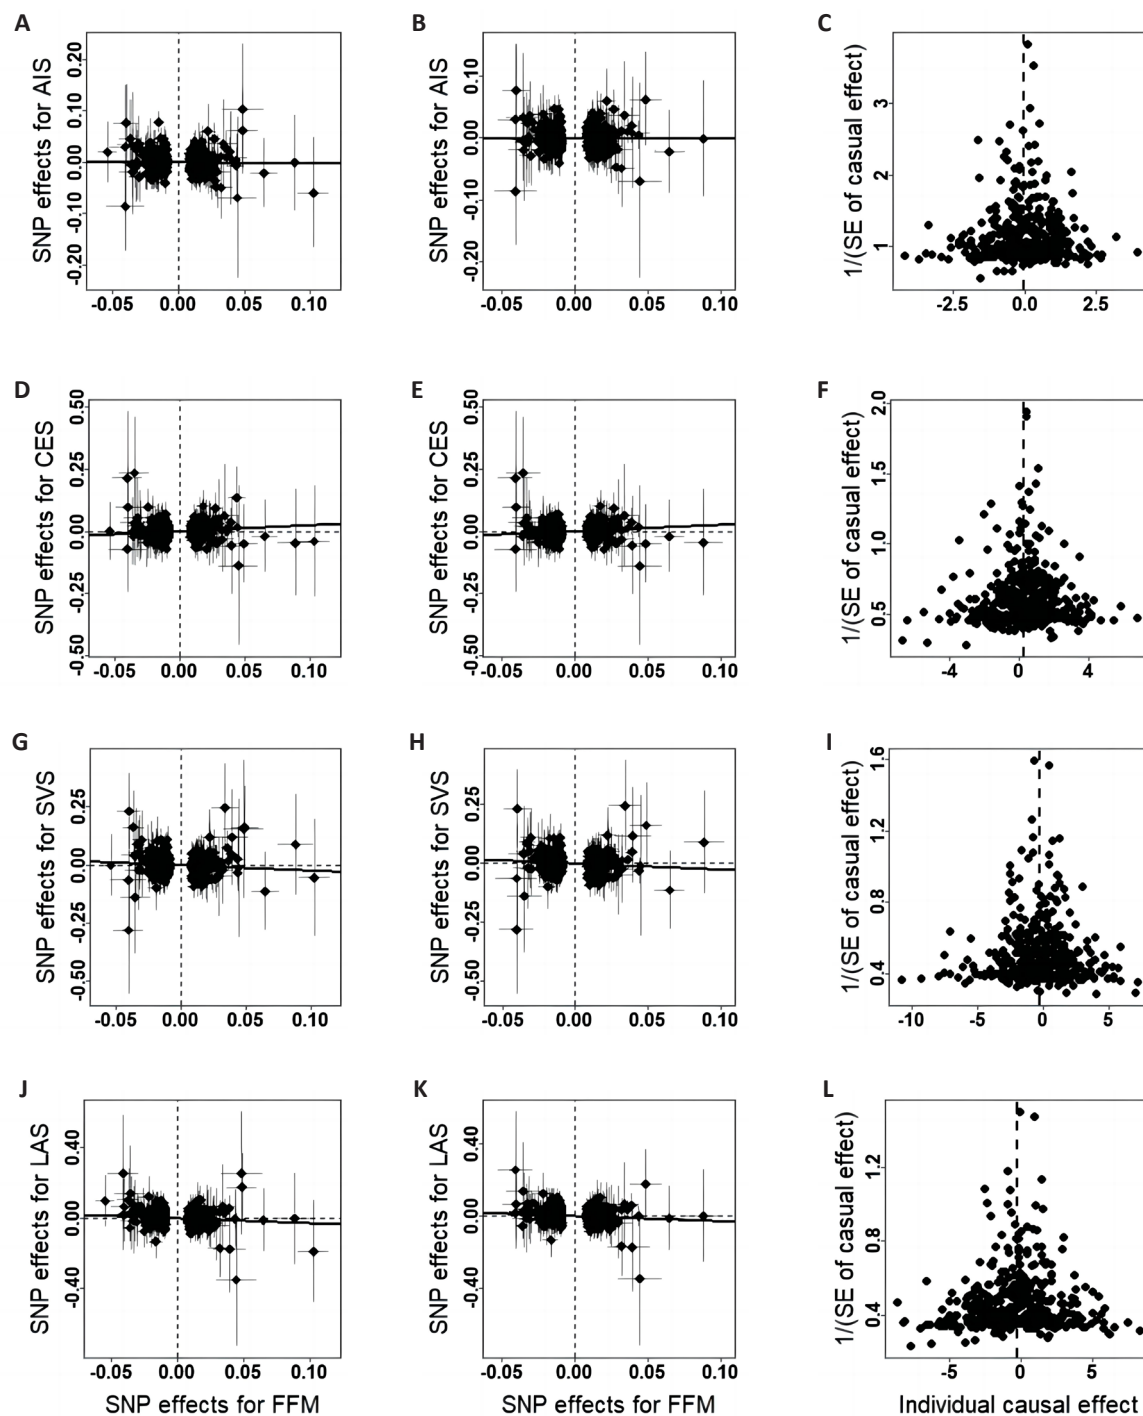 A B C
SNP effects for AIS
-0.20 -0.10 0.00 0.10 0.20
-0.05 0.00 0.05 0.10
SNP effects for AIS
-0.20 -0.10 0.00 0.10
-0.05 0.00 0.05 0.10
1/(SE of casual effect)
1 2 3
-2.5 0.0 2.5
D E F
SNP effects for CES
-0.50 -0.25 0.00 0.25 0.50
-0.05 0.00 0.05 0.10
SNP effects for CES
-0.50 -0.25 0.00 0.25 0.50
-0.05 0.00 0.05 0.10
1/(SE of casual effect)
0.5 1.0 1.5 2.0
-4 0 4
G H I
SNP effects for SVS
-0.50 -0.25 0.00 0.25
-0.05 0.00 0.05 0.10
SNP effects for SVS
-0.50 -0.25 0.00 0.25
-0.05 0.00 0.05 0.10
1/(SE of casual effect)
0.4 0.8 1.2 1.6
-10 -5 0 5
J K L
SNP effects for LAS
-0.40 0.00 0.40
-0.05 0.00 0.05 0.10
SNP effects for FFM
SNP effects for LAS
-0.40 0.00 0.40
-0.05 0.00 0.05 0.10
SNP effects for FFM
1/(SE of casual effect)
0.4 0.8 1.2
-5 0 5
Individual causal effect